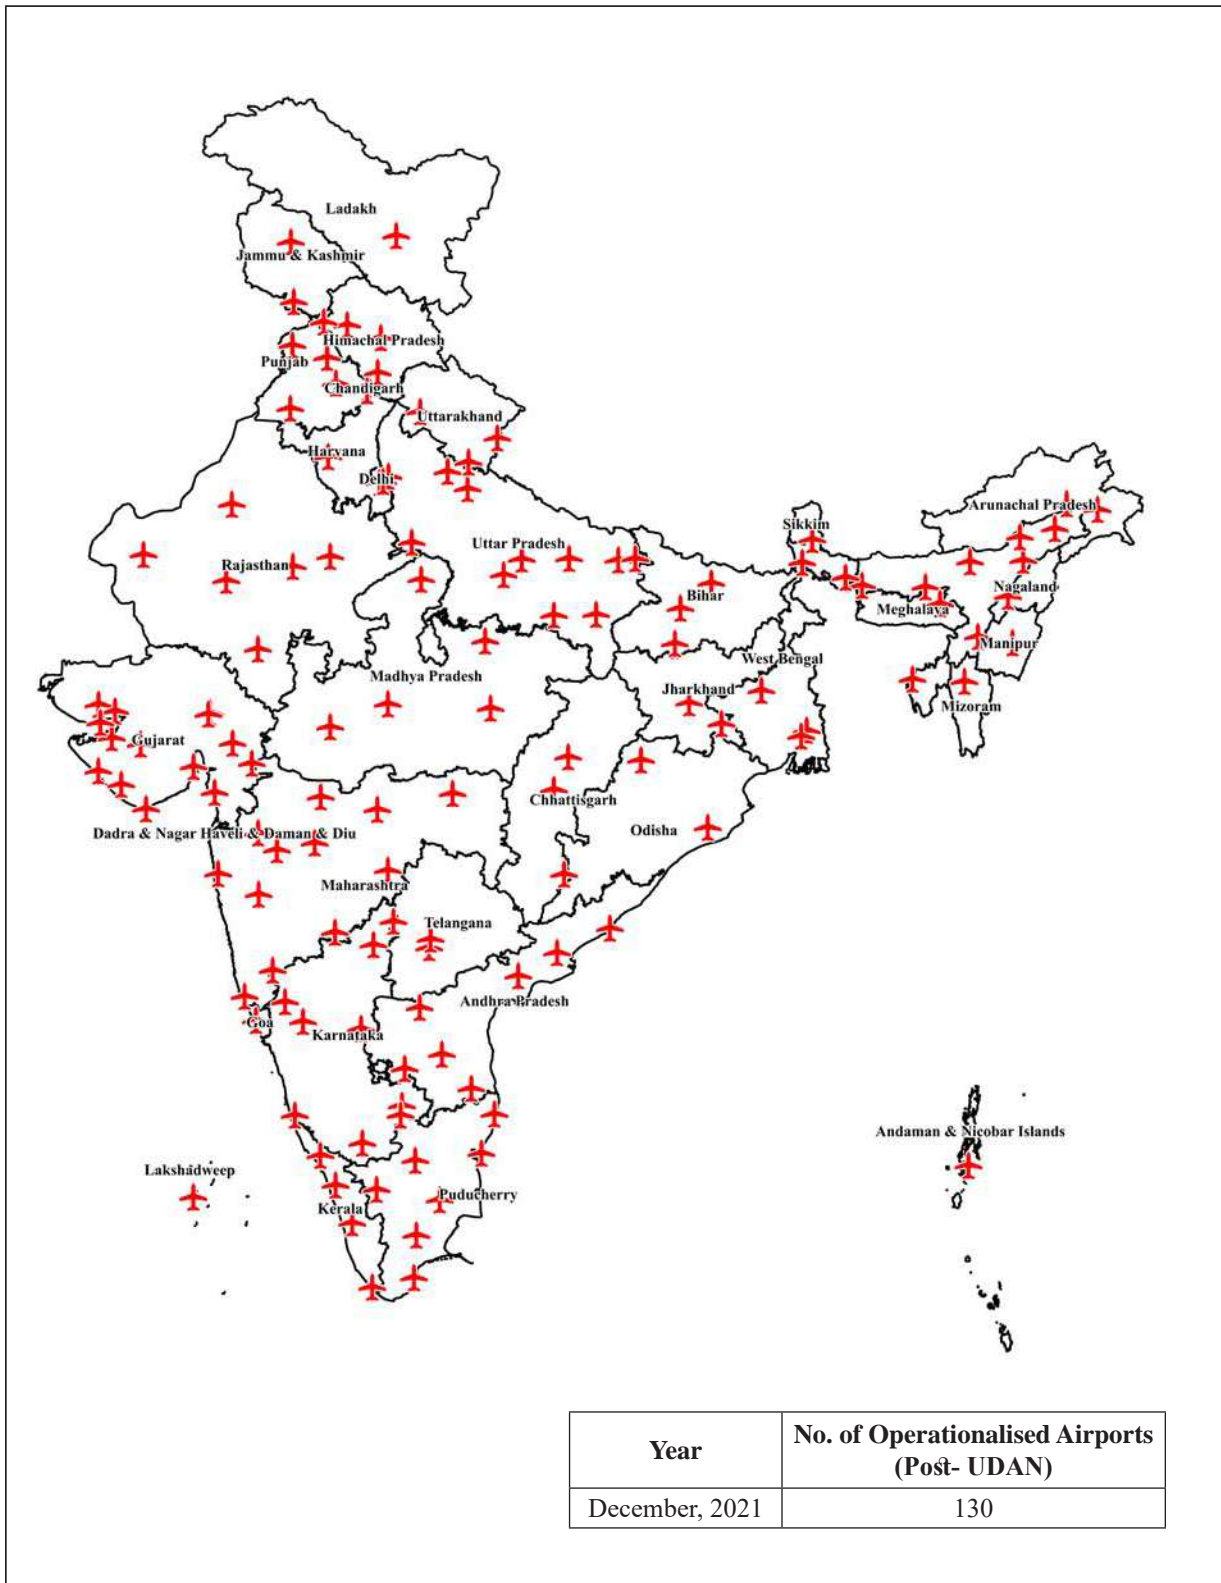 Ladakh
Jammu & Kashmir
Himachal Pradesh
Punjab
Chandigarh
Uttarakhand
Haryana
Delhi
Arunachal Pradesh
Sikkim
Uttar Pradesh
Rajasthan
Nagaland
Bihar
Meghalaya
Manipur
West Bengal
Madhya Pradesh
Jharkhand
Mizoram
Gujarat
Chhattisgarh
Odisha
Dadra & Nagar Haveli & Daman & Diu
Maharashtra
Telangana
Andhra Pradesh
Goa
Karnataka
Andaman & Nicobar Islands
Lakshadweep
Puducherry
Kerala
Year
No. of Operationalised Airports
(Post- UDAN)
December, 2021
130